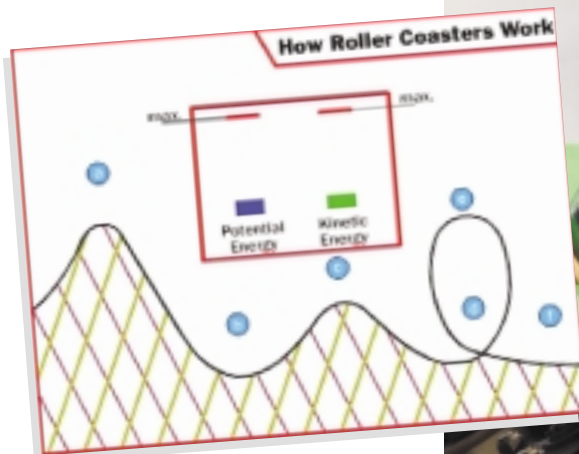 How Roller Coasters Work
max.
max.
Potential
Energy
Kinetic
Energy
a
b
c
d
e
f